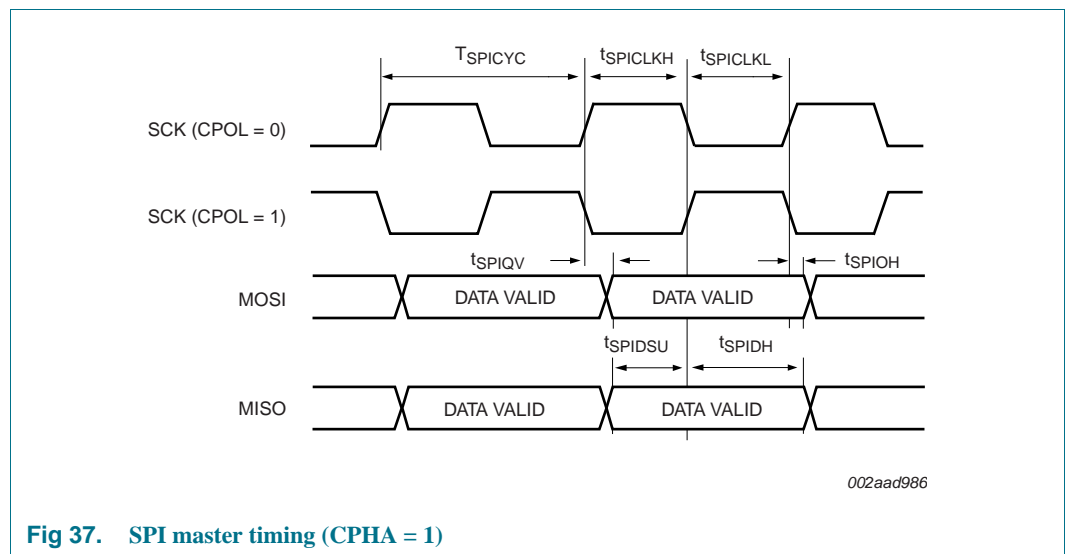 TSPICYC tSPICLKH tSPICLKL
SCK (CPOL = 0)
SCK (CPOL = 1)
tSPIQV tSPIOH
MOSI DATA VALID DATA VALID
tSPIDSU tSPIDH
MISO DATA VALID DATA VALID
002aad986
Fig 37. SPI master timing (CPHA = 1)